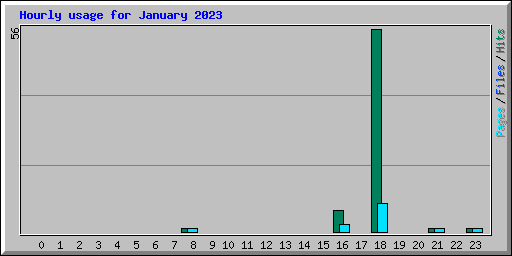 Hourly usage for January 2023
56
Pages/Files/Hits
0 1 2 3 4 5 6 7 8 9 10 11 12 13 14 15 16 17 18 19 20 21 22 23